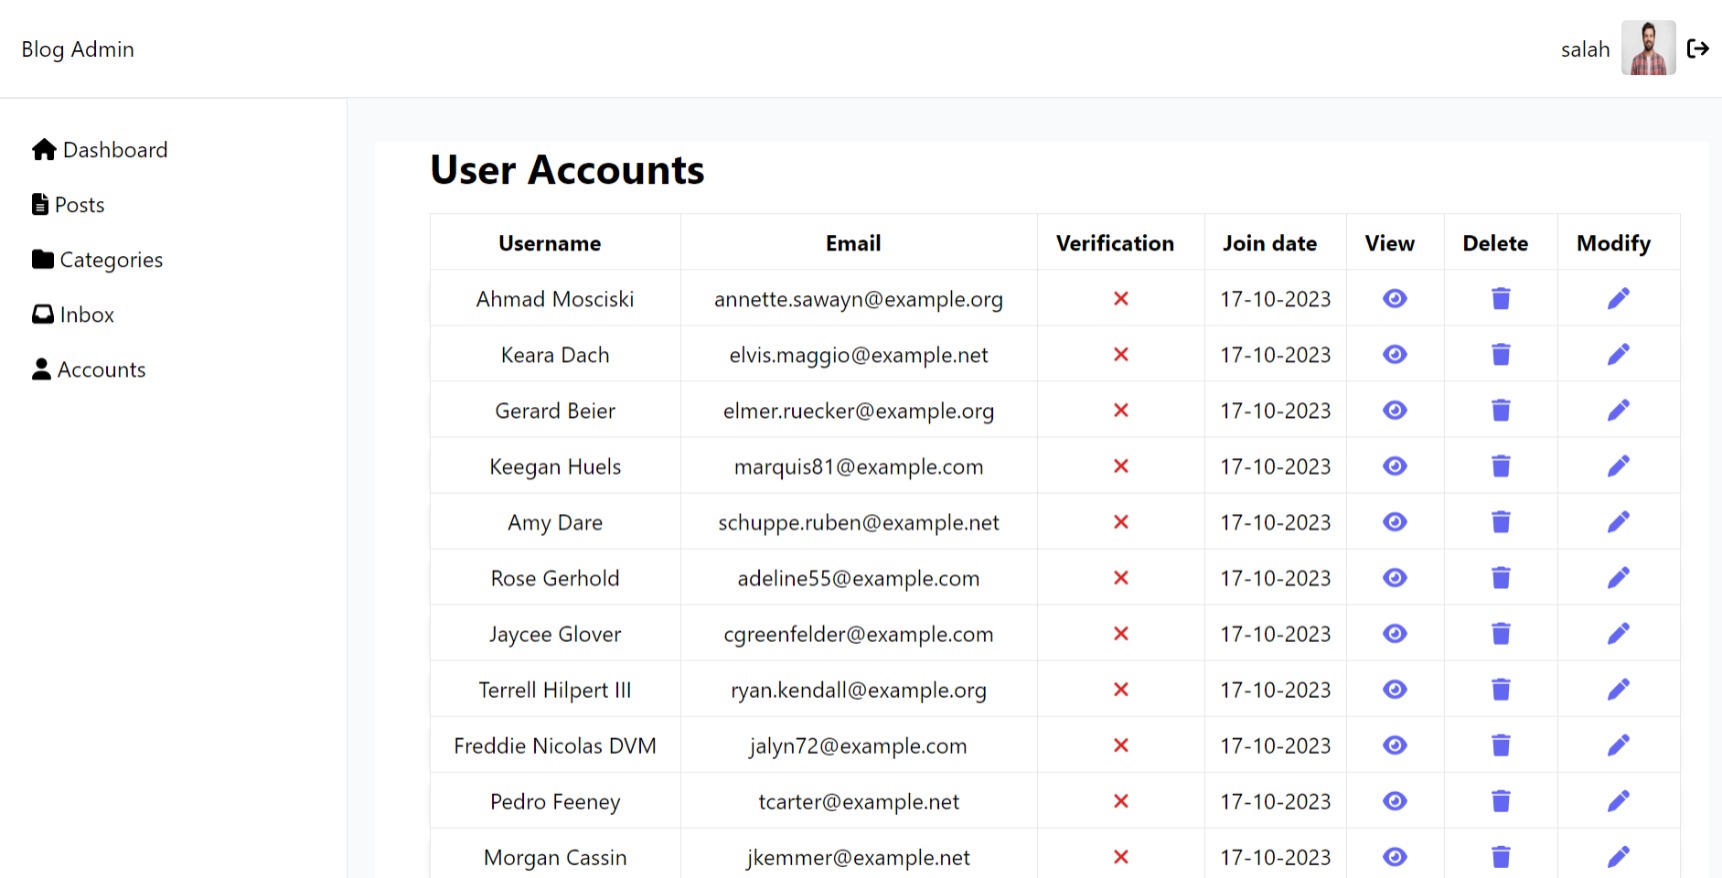 Blog Admin
salah
Dashboard
Posts
Categories
Inbox
Accounts
User Accounts
Username Email Verification Join date View Delete Modify
Ahmad Mosciski annette.sawayn@example.org 17-10-2023
Keara Dach elvis.maggio@example.net 17-10-2023
Gerard Beier elmer.ruecker@example.org 17-10-2023
Keegan Huels marquis81@example.com 17-10-2023
Amy Dare schuppe.ruben@example.net 17-10-2023
Rose Gerhold adeline55@example.com 17-10-2023
Jaycee Glover cgreenfelder@example.com 17-10-2023
Terrell Hilpert III ryan.kendall@example.org 17-10-2023
Freddie Nicolas DVM jalyn72@example.com 17-10-2023
Pedro Feeney tcarter@example.net 17-10-2023
Morgan Cassin jkemmer@example.net 17-10-2023